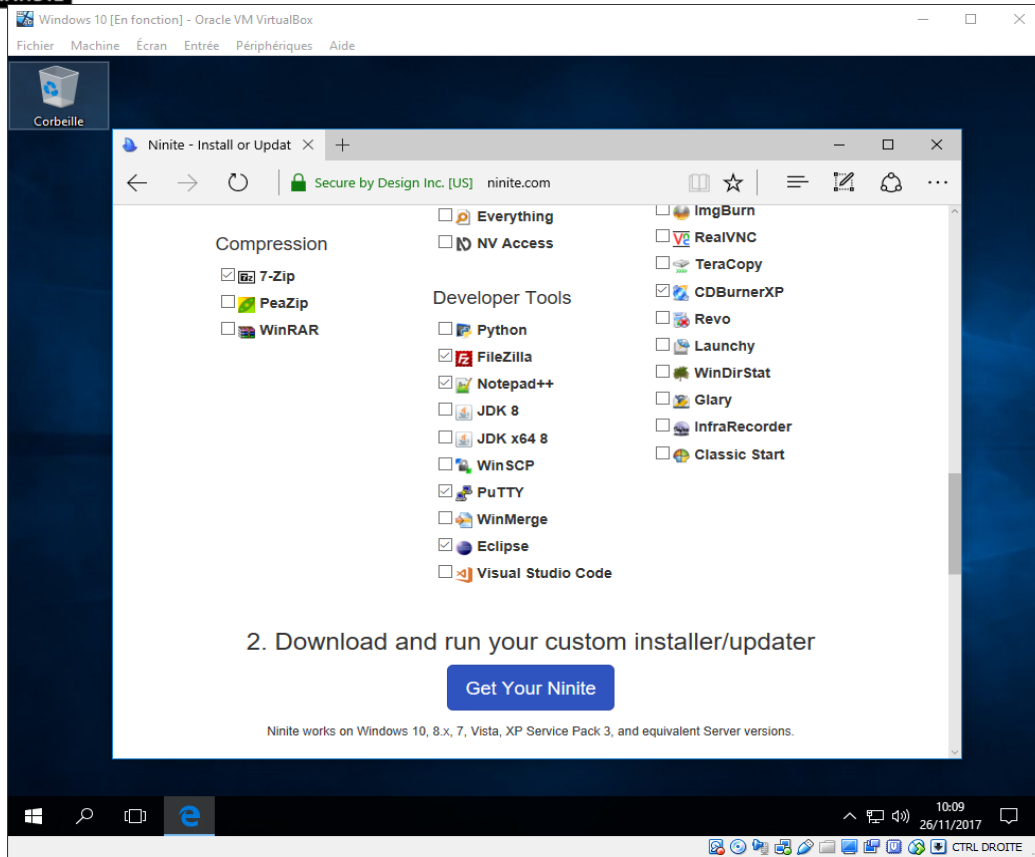 Windows 10 [En fonction] - Oracle VM VirtualBox
Fichier Machine Écran Entrée Périphériques Aide
Corbeille
Ninite - Install or Updat
Secure by Design Inc. [US] ninite.com
Compression
7-Zip
PeaZip
WinRAR
Everything
NV Access
Developer Tools
Python
FileZilla
Notepad++
JDK 8
JDK x64 8
WinSCP
PuTTY
WinMerge
Eclipse
Visual Studio Code
ImgBurn
RealVNC
TeraCopy
CDBurnerXP
Revo
Launchy
WinDirStat
Glary
InfraRecorder
Classic Start
2. Download and run your custom installer/updater
Get Your Ninite
Ninite works on Windows 10, 8.x, 7, Vista, XP Service Pack 3, and equivalent Server versions.
10:09
26/11/2017
CTRL DROITE